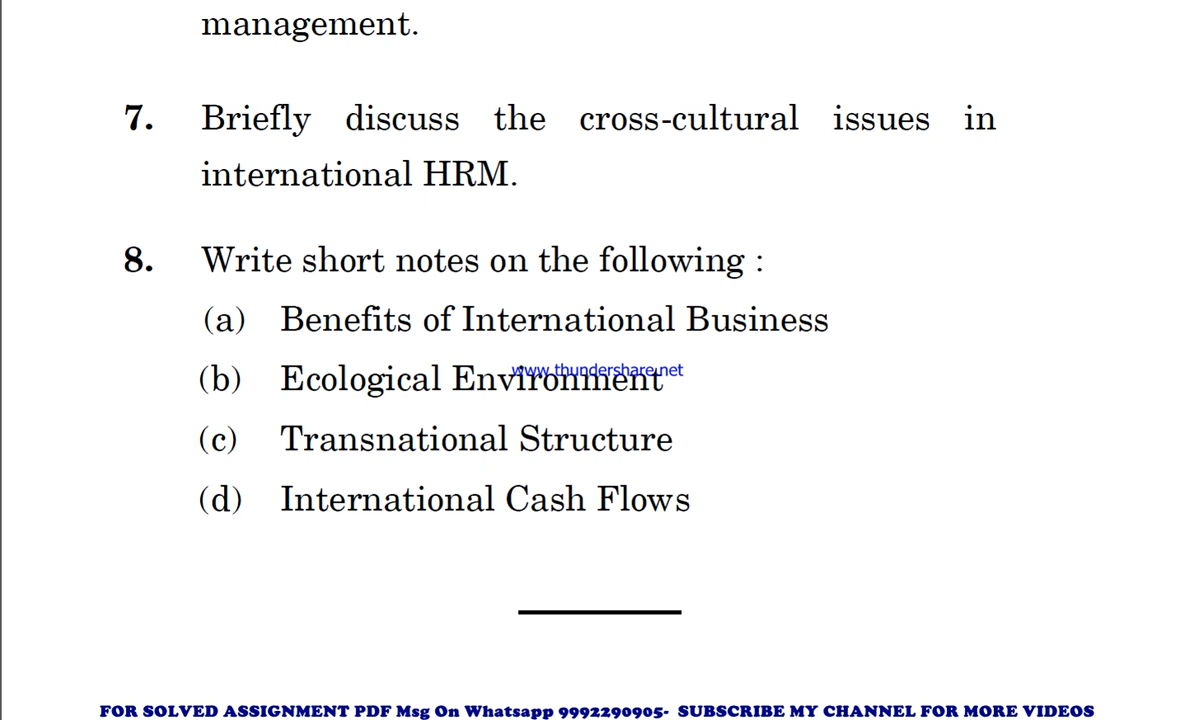 management.
7. Briefly discuss the cross-cultural issues in
international HRM.
8. Write short notes on the following :
(a) Benefits of International Business
www.thundershare.net
(b) Ecological Environment
(c) Transnational Structure
(d) International Cash Flows
FOR SOLVED ASSIGNMENT PDF Msg On Whatsapp 9992290905- SUBSCRIBE MY CHANNEL FOR MORE VIDEOS